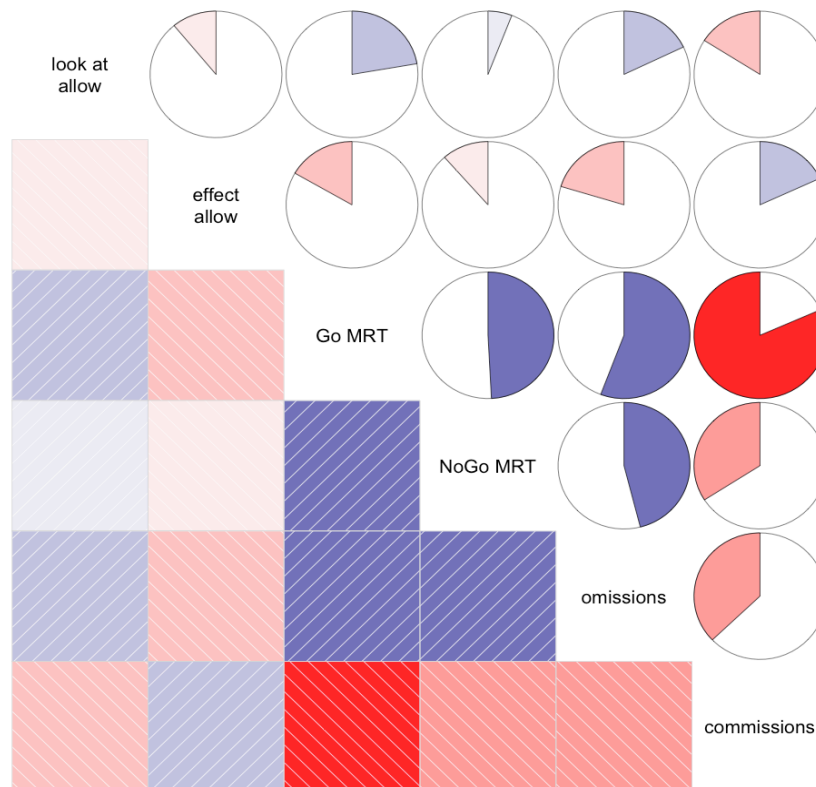 look at
allow
effect
allow
Go MRT
NoGo MRT
omissions
commissions